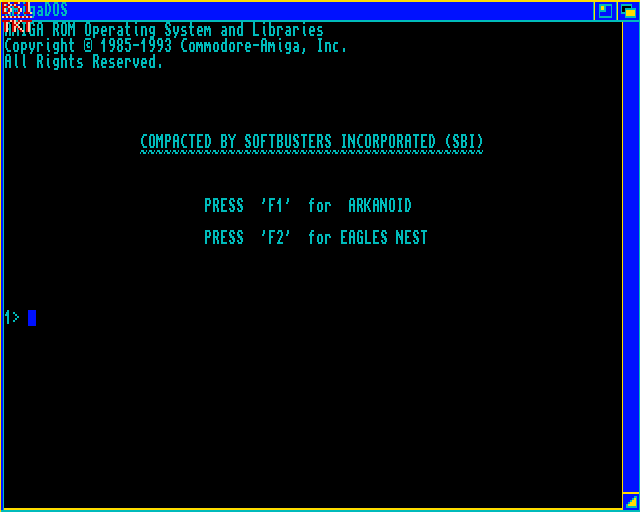 AmigaDOS
AMIGA ROM Operating System and Libraries
Copyright © 1985-1993 Commodore-Amiga, Inc.
All Rights Reserved.
COMPACTED BY SOFTBUSTERS INCORPORATED (SBI)
~~~~~~~~~~~~~~~~~~~~~~~~~~~~~~~~~~~~~~~~~~~
PRESS 'F1' for ARKANOID
PRESS 'F2' for EAGLES NEST
1>